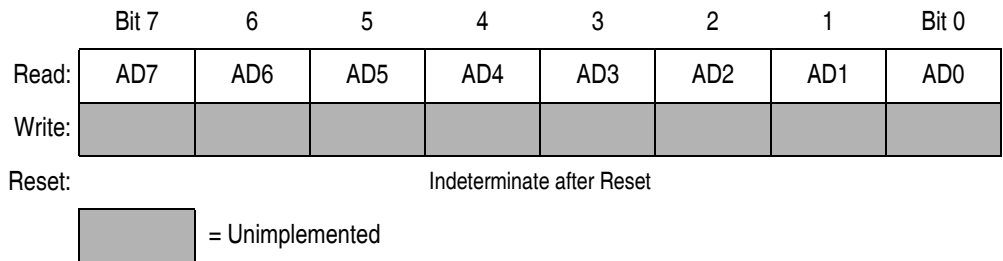 Bit 7 6 5 4 3 2 1 Bit 0
Read: AD7 AD6 AD5 AD4 AD3 AD2 AD1 AD0
Write:
Reset: Indeterminate after Reset
= Unimplemented